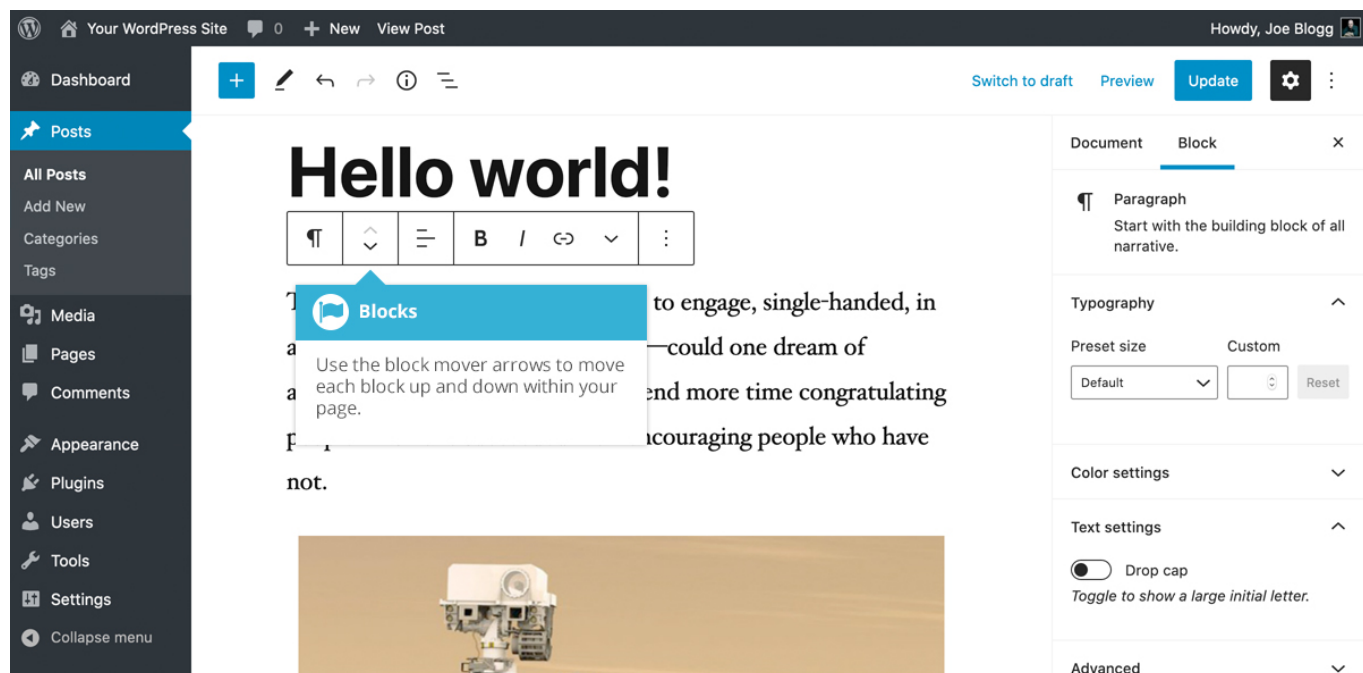 Your WordPress Site 0 New View Post Howdy, Joe Blogg
Dashboard
Posts
All Posts
Add New
Categories
Tags
Media
Pages
Comments
Appearance
Plugins
Users
Tools
Settings
Collapse menu
Switch to draft Preview Update
Hello world!
B I
Blocks
Use the block mover arrows to move
each block up and down within your
page.
to engage, single-handed, in
—could one dream of
more time congratulating
people who have
not.
Document Block
Paragraph
Start with the building block of all
narrative.
Typography
Preset size Custom
Default Reset
Color settings
Text settings
Drop cap
Toggle to show a large initial letter.
Advanced